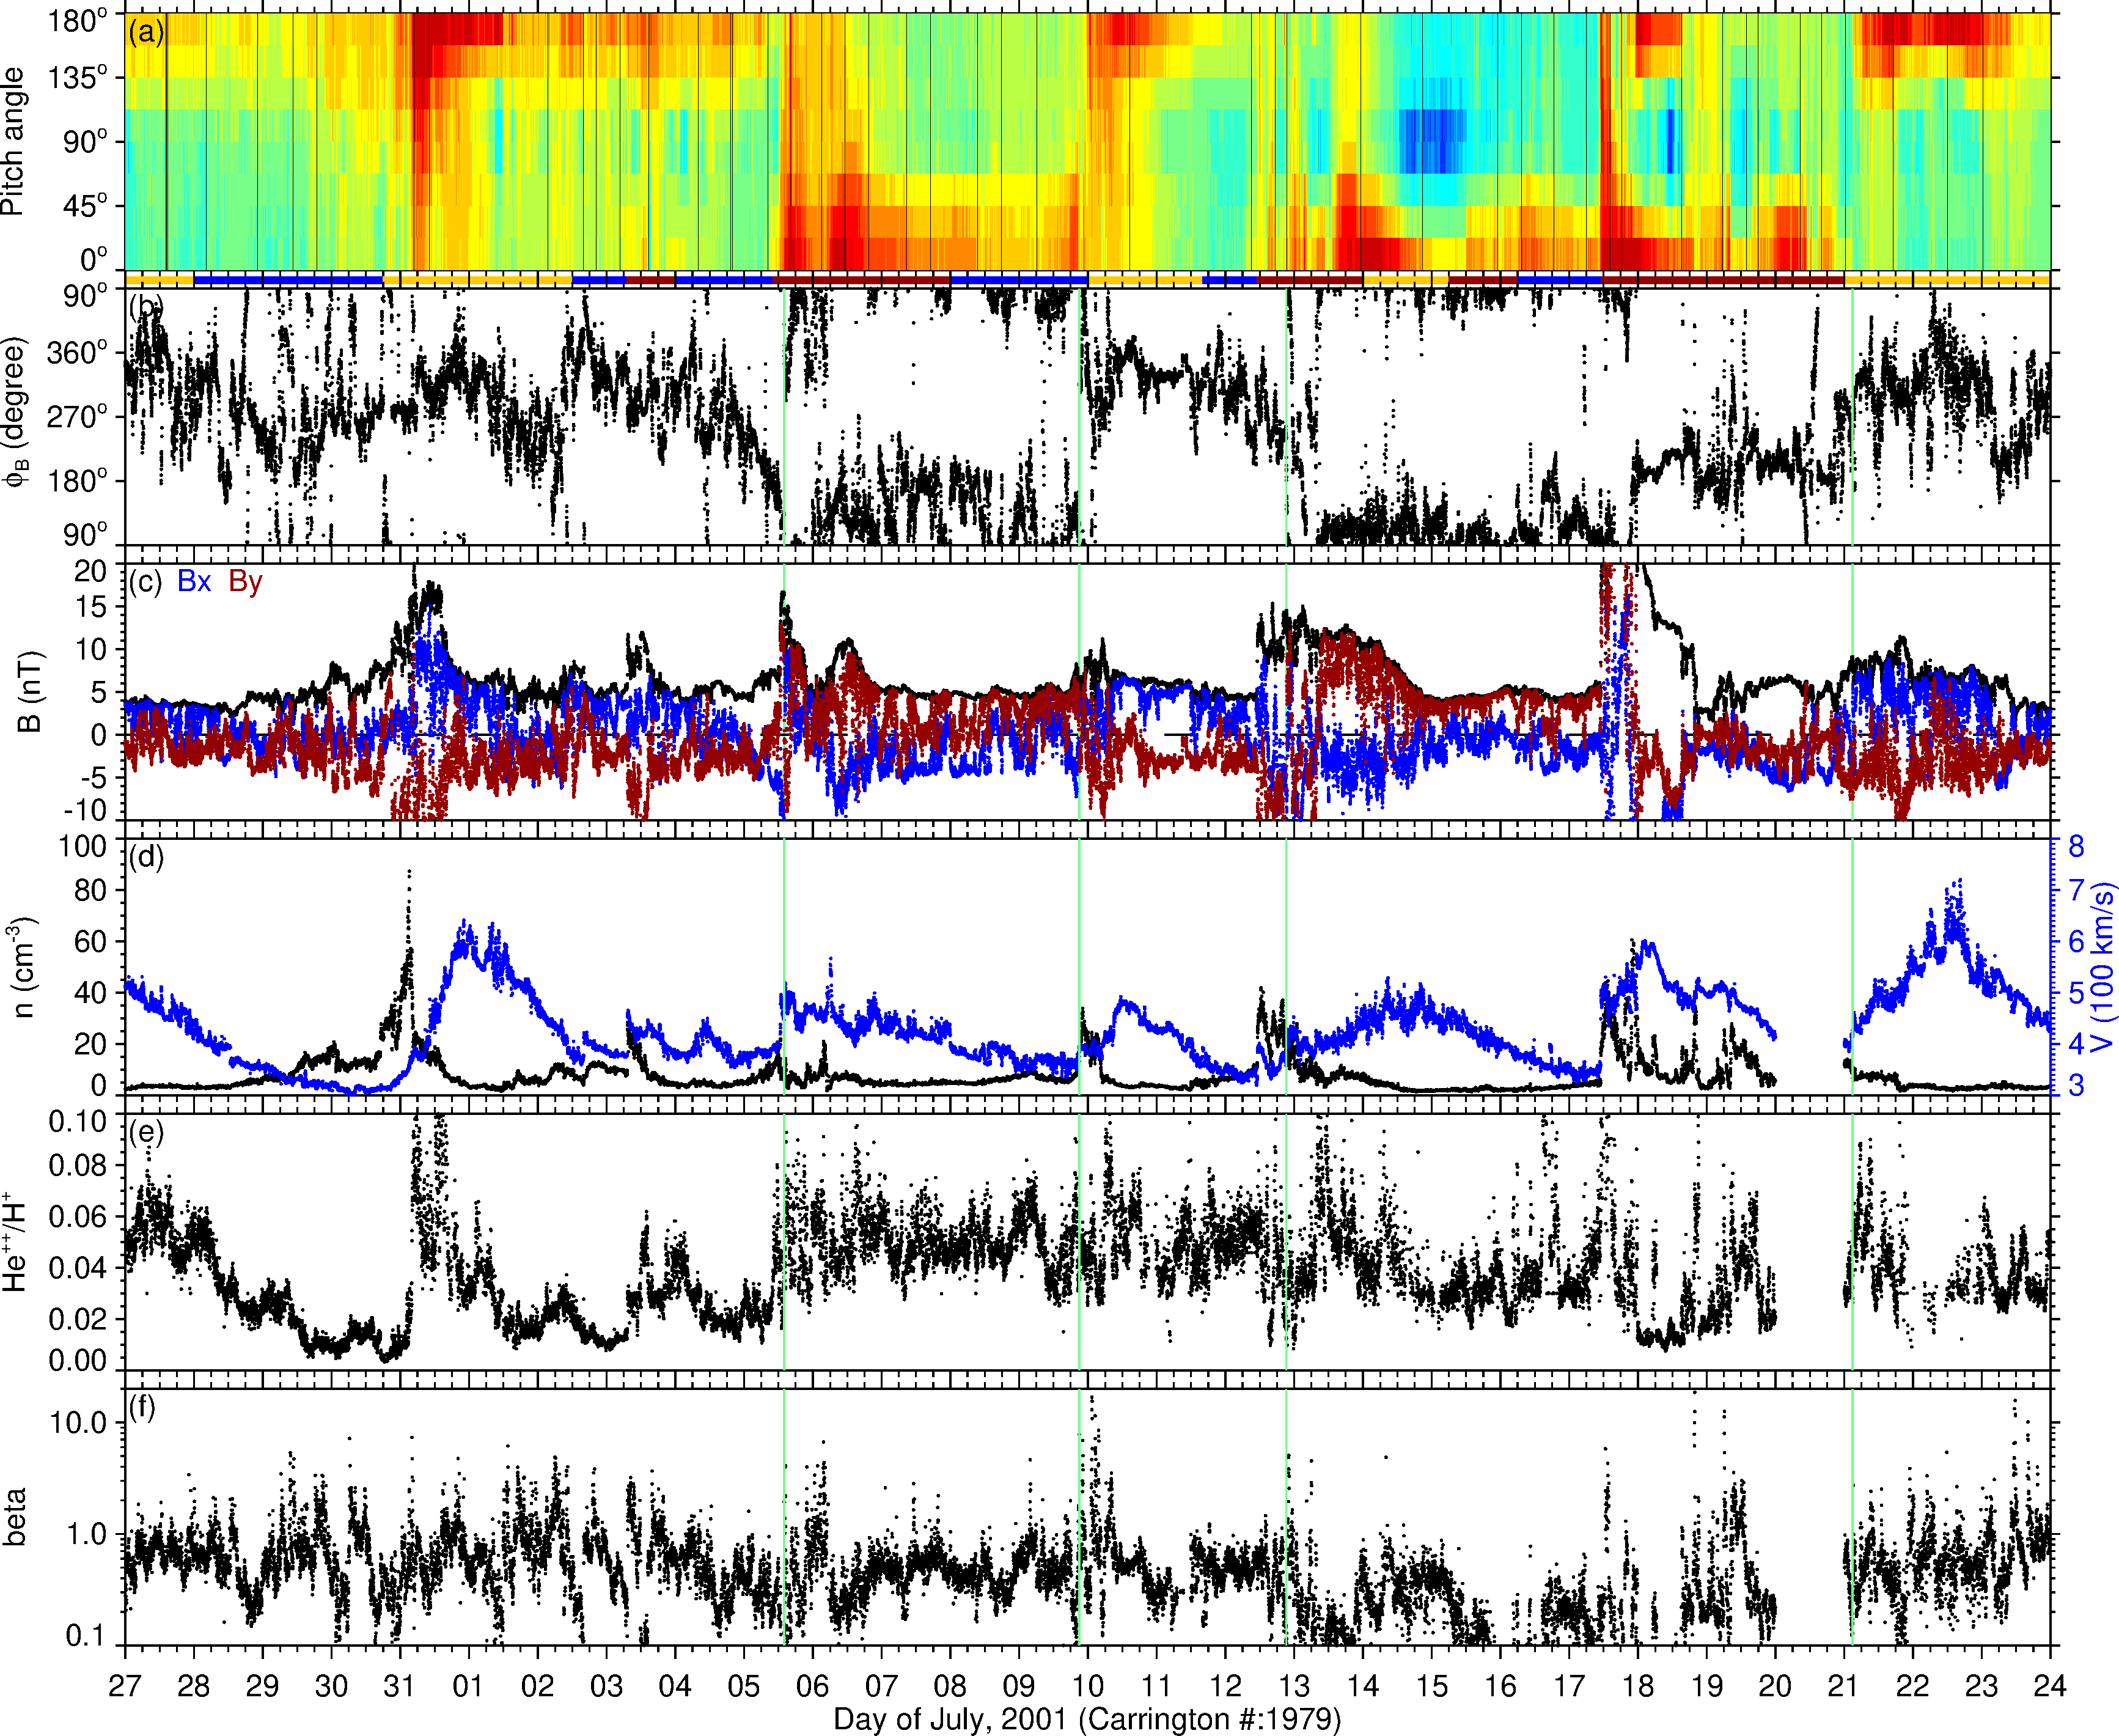 (a)
Pitch angle
180°
135°
90°
45°
0°
(b)
ϕB (degree)
90°
360°
270°
180°
90°
(c) Bx By
B (nT)
20
15
10
5
0
-5
-10
(d)
n (cm-3)
100
80
60
40
20
0
8
7
6
5
4
3
V (100 km/s)
(e)
He++/H+
0.10
0.08
0.06
0.04
0.02
0.00
(f)
beta
10.0
1.0
0.1
27 28 29 30 31 01 02 03 04 05 06 07 08 09 10 11 12 13 14 15 16 17 18 19 20 21 22 23 24
Day of July, 2001 (Carrington #:1979)